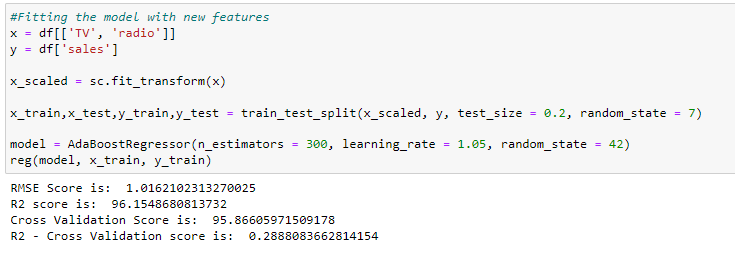 #Fitting the model with new features
x = df[['TV', 'radio']]
y = df['sales']
x_scaled = sc.fit_transform(x)
x_train,x_test,y_train,y_test = train_test_split(x_scaled, y, test_size = 0.2, random_state = 7)
model = AdaBoostRegressor(n_estimators = 300, learning_rate = 1.05, random_state = 42)
reg(model, x_train, y_train)
RMSE Score is:  1.0162102313270025
R2 score is:  96.1548680813732
Cross Validation Score is:  95.86605971509178
R2 - Cross Validation score is:  0.2888083662814154